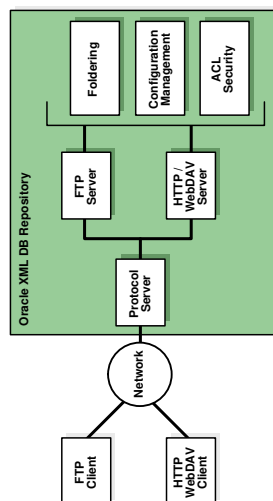 Oracle XML DB Repository
FTP
Client
HTTP
WebDAV
Client
Network
Protocol
Server
FTP
Server
HTTP /
WebDAV
Server
Foldering
Configuration
Management
ACL
Security